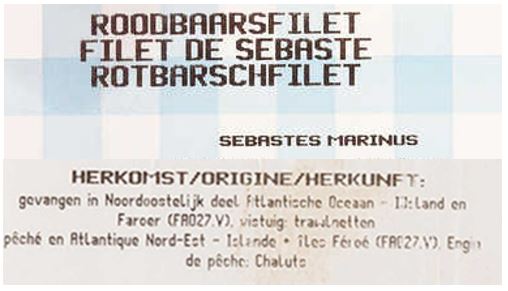 ROODBAARSFILET
FILET DE SEBASTE
ROTBARSCHFILET
SEBASTES MARINUS
HERKOMST/ORIGINE/HERKUNFT:
gevangen in Noordoostelijk deel Atlantische Oceaan - IJsland en
Faroer (FAO27.V), vistuig: trawlnetten
pêché en Atlantique Nord-Est - Islande + îles Féroé (FAO27.V), Engin
de pêche: Chaluts